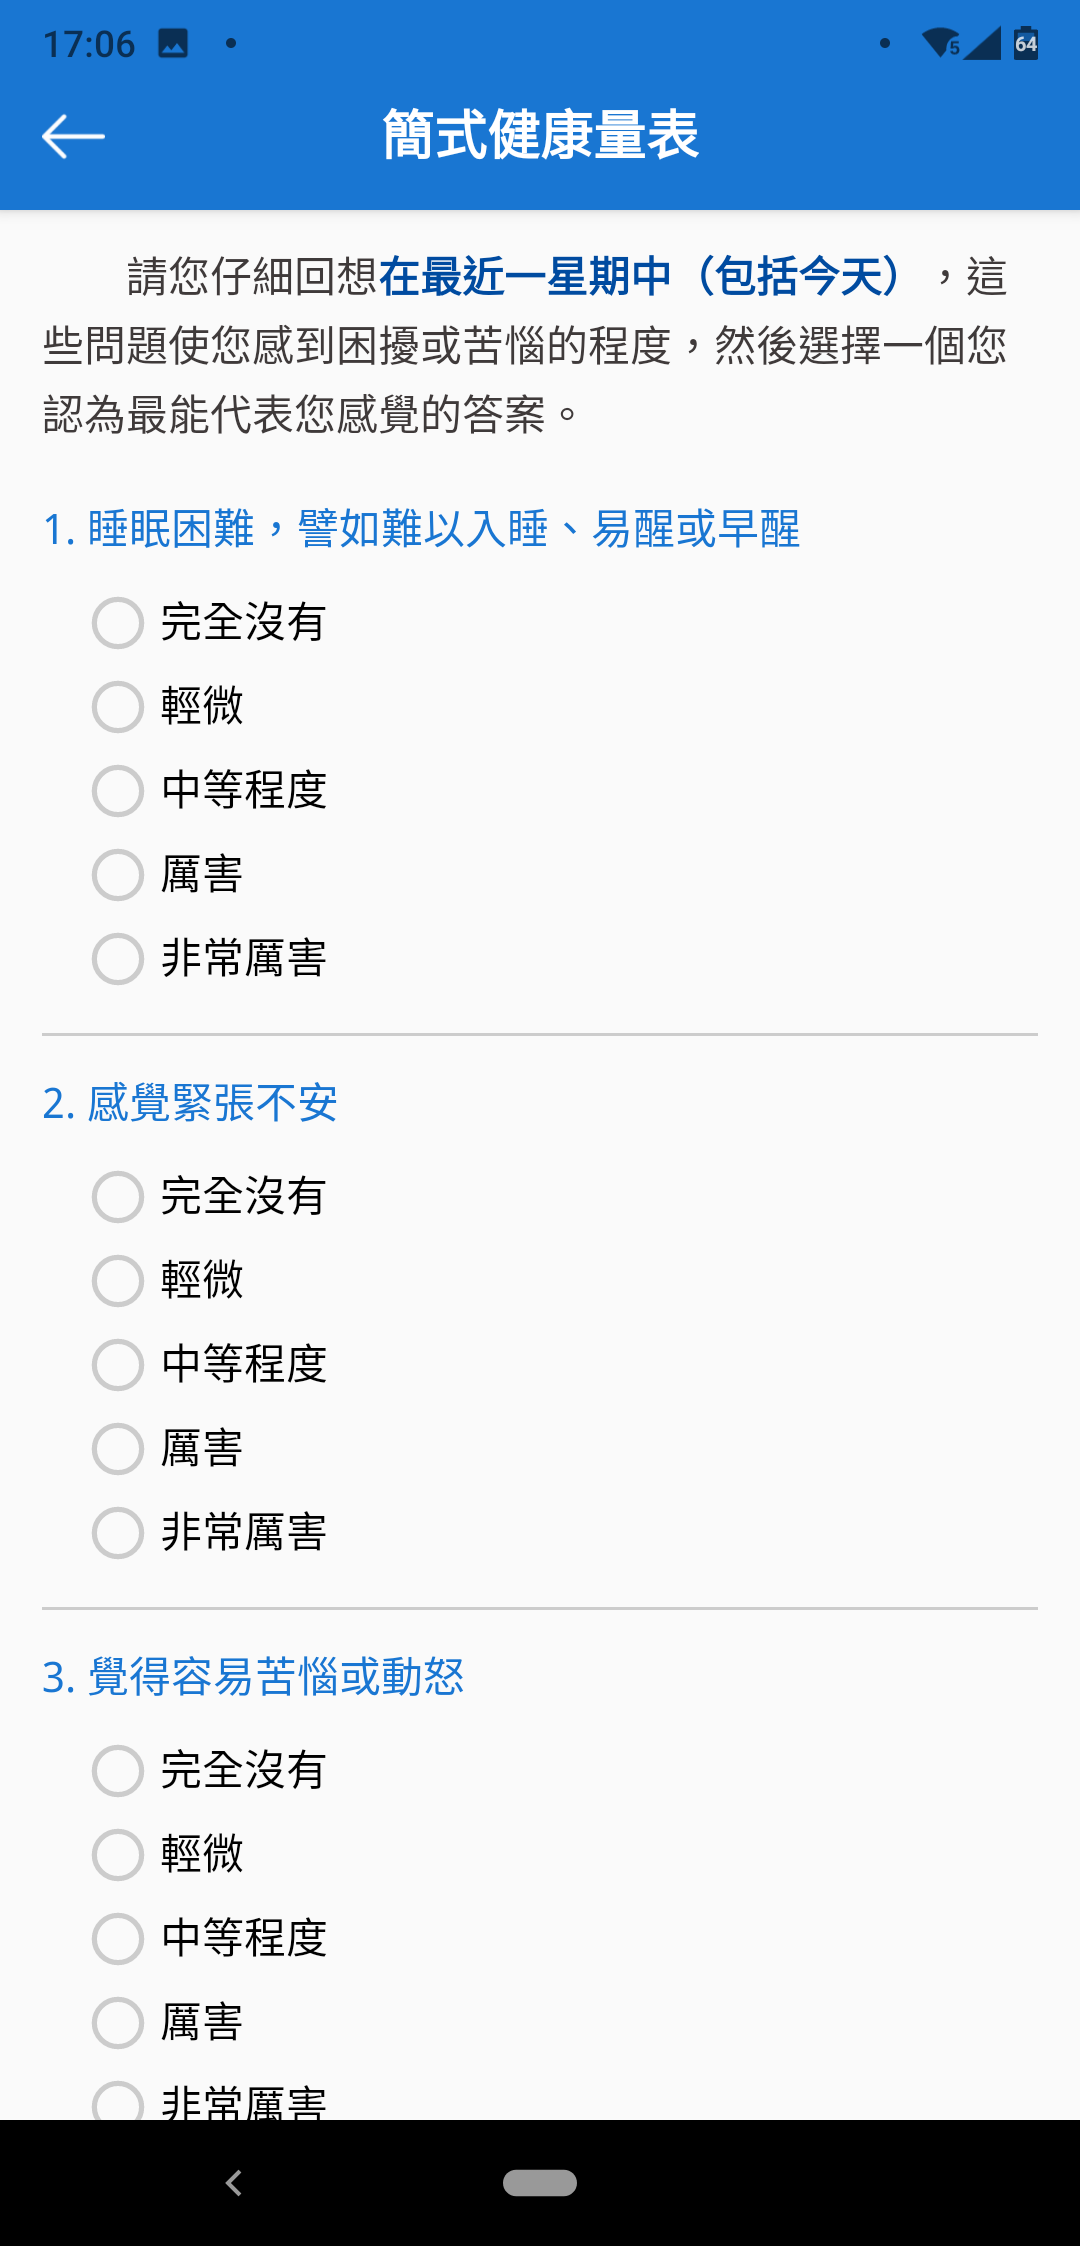 17:06
5
64
簡式健康量表
請您仔細回想在最近一星期中（包括今天），這
些問題使您感到困擾或苦惱的程度，然後選擇一個您
認為最能代表您感覺的答案。
1. 睡眠困難，譬如難以入睡、易醒或早醒
完全沒有
輕微
中等程度
厲害
非常厲害
2. 感覺緊張不安
完全沒有
輕微
中等程度
厲害
非常厲害
3. 覺得容易苦惱或動怒
完全沒有
輕微
中等程度
厲害
非常厲害